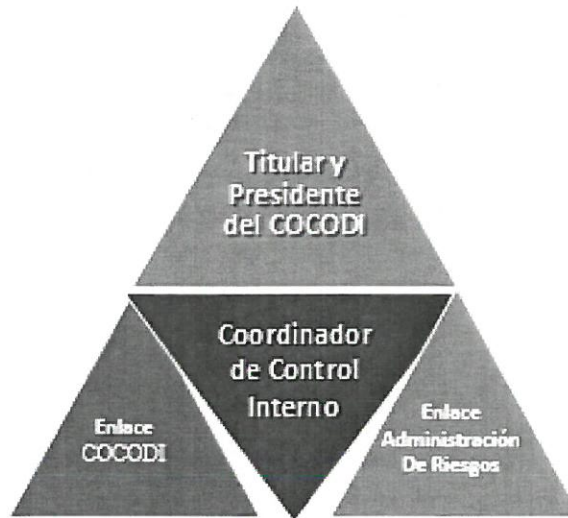 Titular y
Presidente
del COCODI
Coordinador
de Control
Interno
Enlace
COCODI
Enlace
Administración
De Riesgos